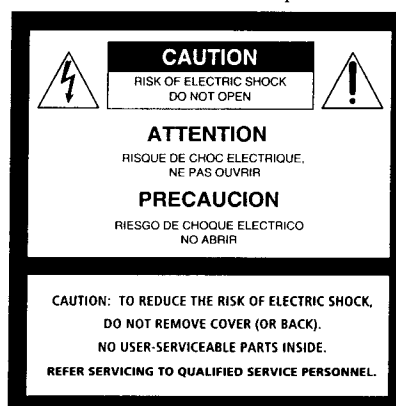 CAUTION
RISK OF ELECTRIC SHOCK
DO NOT OPEN
ATTENTION
RISQUE DE CHOC ELECTRIQUE,
NE PAS OUVRIR
PRECAUCION
RIESGO DE CHOQUE ELECTRICO
NO ABRIR
CAUTION: TO REDUCE THE RISK OF ELECTRIC SHOCK,
DO NOT REMOVE COVER (OR BACK).
NO USER-SERVICEABLE PARTS INSIDE.
REFER SERVICING TO QUALIFIED SERVICE PERSONNEL.